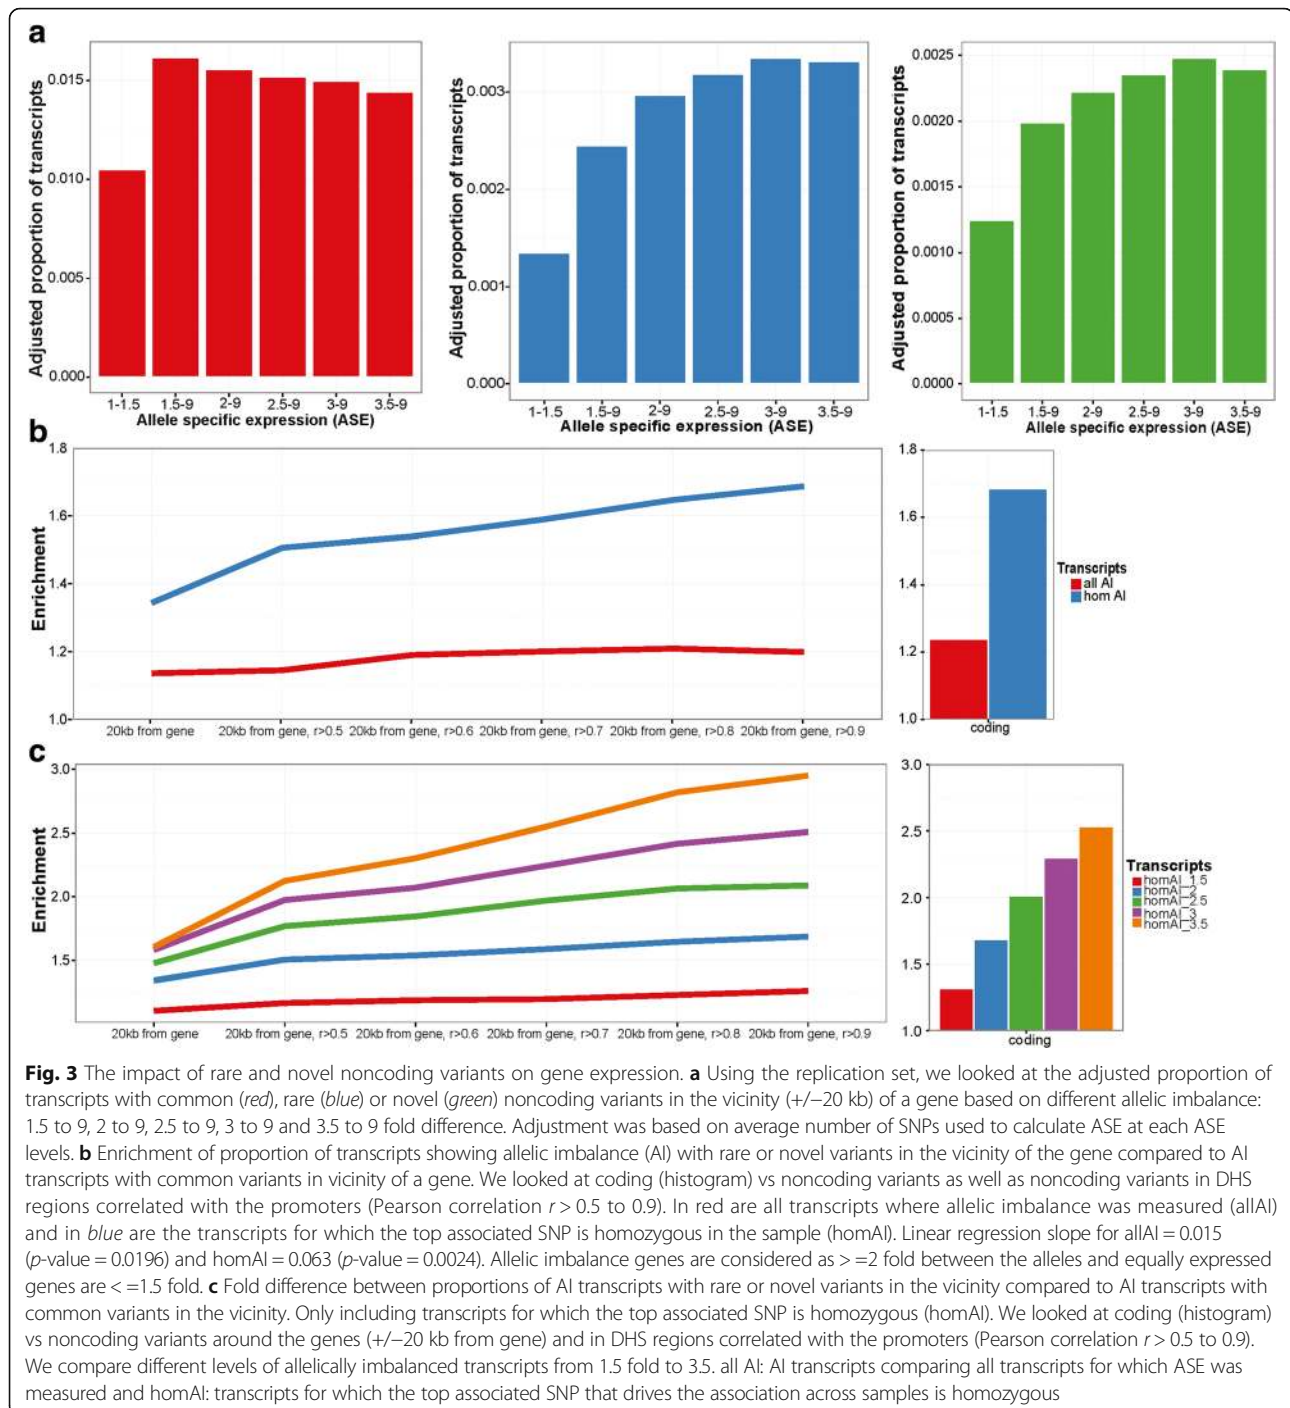 a
Adjusted proportion of transcripts
0.015
0.010
0.005
0.000
1-1.5 1.5-9 2-9 2.5-9 3-9 3.5-9
Allele specific expression (ASE)
Adjusted proportion of transcripts
0.003
0.002
0.001
0.000
1-1.5 1.5-9 2-9 2.5-9 3-9 3.5-9
Allele specific expression (ASE)
Adjusted proportion of transcripts
0.0025
0.0020
0.0015
0.0010
0.0005
0.0000
1-1.5 1.5-9 2-9 2.5-9 3-9 3.5-9
Allele specific expression (ASE)
b
Enrichment
1.8
1.6
1.4
1.2
1.0
20kb from gene 20kb from gene, r>0.5 20kb from gene, r>0.6 20kb from gene, r>0.7 20kb from gene, r>0.8 20kb from gene, r>0.9
1.8
1.6
1.4
1.2
1.0
coding
Transcripts
all AI
hom AI
c
Enrichment
3.0
2.5
2.0
1.5
20kb from gene 20kb from gene, r>0.5 20kb from gene, r>0.6 20kb from gene, r>0.7 20kb from gene, r>0.8 20kb from gene, r>0.9
3.0
2.5
2.0
1.5
1.0
coding
Transcripts
homAI_1.5
homAI_2
homAI_2.5
homAI_3
homAI_3.5
Fig. 3 The impact of rare and novel noncoding variants on gene expression. a Using the replication set, we looked at the adjusted proportion of
transcripts with common (red), rare (blue) or novel (green) noncoding variants in the vicinity (+/−20 kb) of a gene based on different allelic imbalance:
1.5 to 9, 2 to 9, 2.5 to 9, 3 to 9 and 3.5 to 9 fold difference. Adjustment was based on average number of SNPs used to calculate ASE at each ASE
levels. b Enrichment of proportion of transcripts showing allelic imbalance (AI) with rare or novel variants in the vicinity of the gene compared to AI
transcripts with common variants in vicinity of a gene. We looked at coding (histogram) vs noncoding variants as well as noncoding variants in DHS
regions correlated with the promoters (Pearson correlation r > 0.5 to 0.9). In red are all transcripts where allelic imbalance was measured (allAI)
and in blue are the transcripts for which the top associated SNP is homozygous in the sample (homAI). Linear regression slope for allAI = 0.015
(p-value = 0.0196) and homAI = 0.063 (p-value = 0.0024). Allelic imbalance genes are considered as > =2 fold between the alleles and equally expressed
genes are < =1.5 fold. c Fold difference between proportions of AI transcripts with rare or novel variants in the vicinity compared to AI transcripts with
common variants in the vicinity. Only including transcripts for which the top associated SNP is homozygous (homAI). We looked at coding (histogram)
vs noncoding variants around the genes (+/−20 kb from gene) and in DHS regions correlated with the promoters (Pearson correlation r > 0.5 to 0.9).
We compare different levels of allelically imbalanced transcripts from 1.5 fold to 3.5. all AI: AI transcripts comparing all transcripts for which ASE was
measured and homAI: transcripts for which the top associated SNP that drives the association across samples is homozygous